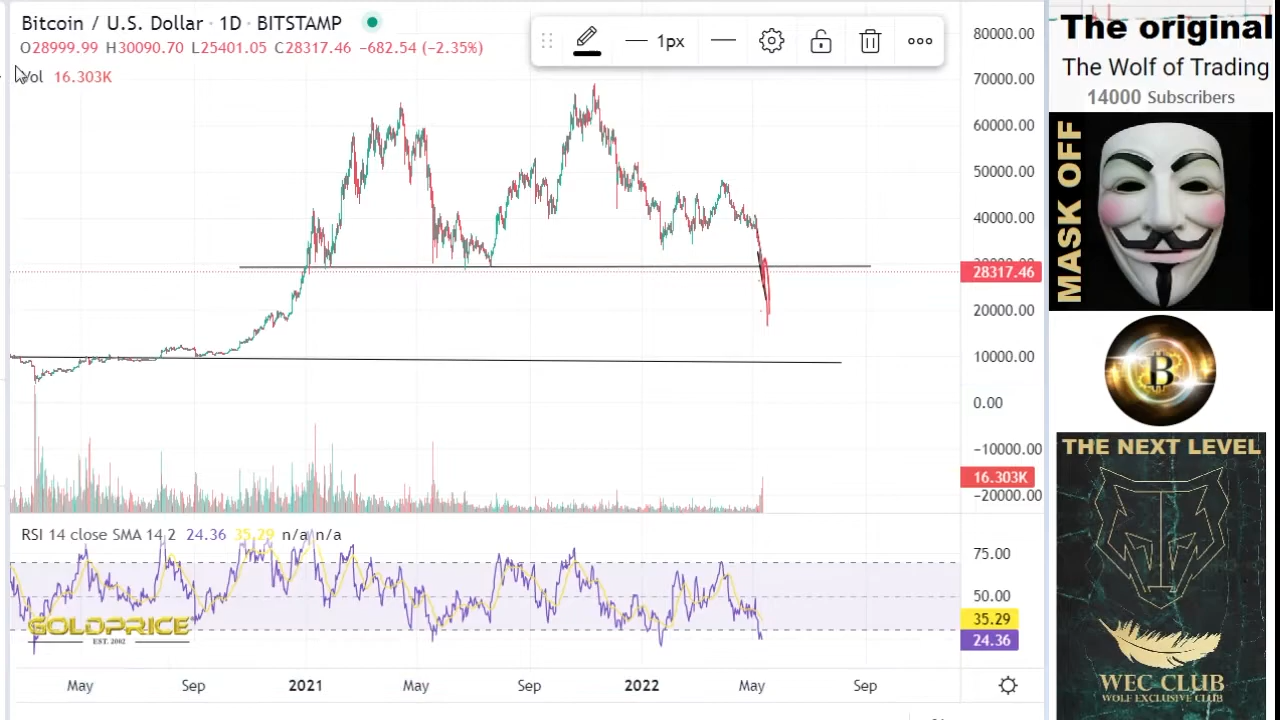 Bitcoin / U.S. Dollar · 1D · BITSTAMP
O28999.99 H30090.70 L25401.05 C28317.46 −682.54 (−2.35%)
Vol 16.303K
1px
80000.00
70000.00
60000.00
50000.00
40000.00
28317.46
20000.00
10000.00
0.00
−10000.00
16.303K
−20000.00
RSI 14 close SMA 14 2 24.36 35.29 n/a n/a
75.00
50.00
35.29
24.36
GOLDPRICE
EST. 2002
May Sep 2021 May Sep 2022 May Sep
The original
The Wolf of Trading
14000 Subscribers
MASK OFF
B
THE NEXT LEVEL
WEC CLUB
WOLF EXCLUSIVE CLUB